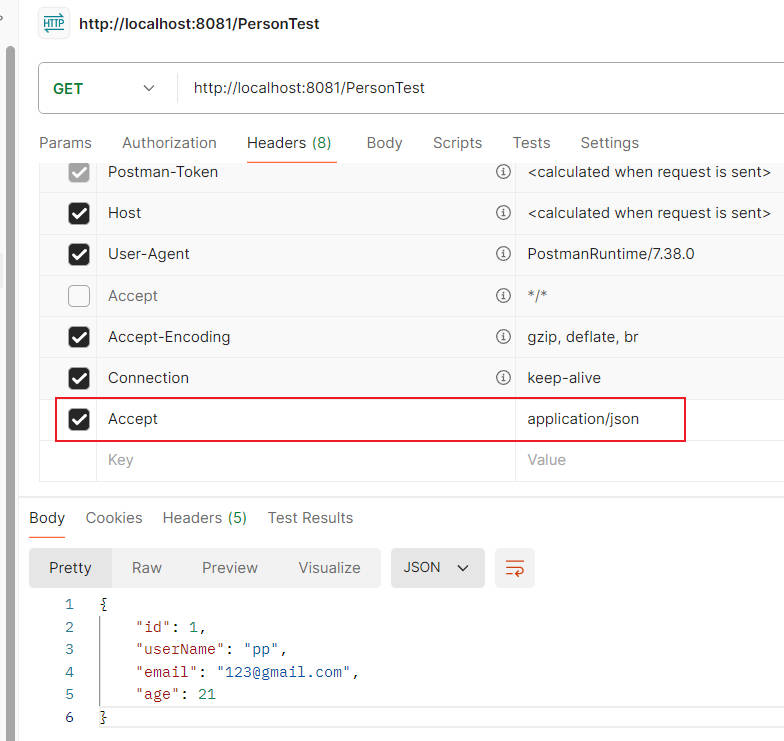 HTTP http://localhost:8081/PersonTest
GET http://localhost:8081/PersonTest
Params Authorization Headers (8) Body Scripts Tests Settings
Postman-Token <calculated when request is sent>
Host <calculated when request is sent>
User-Agent PostmanRuntime/7.38.0
Accept */*
Accept-Encoding gzip, deflate, br
Connection keep-alive
Accept application/json
Key Value
Body Cookies Headers (5) Test Results
Pretty Raw Preview Visualize JSON
1 {
2 "id": 1,
3 "userName": "pp",
4 "email": "123@gmail.com",
5 "age": 21
6 }